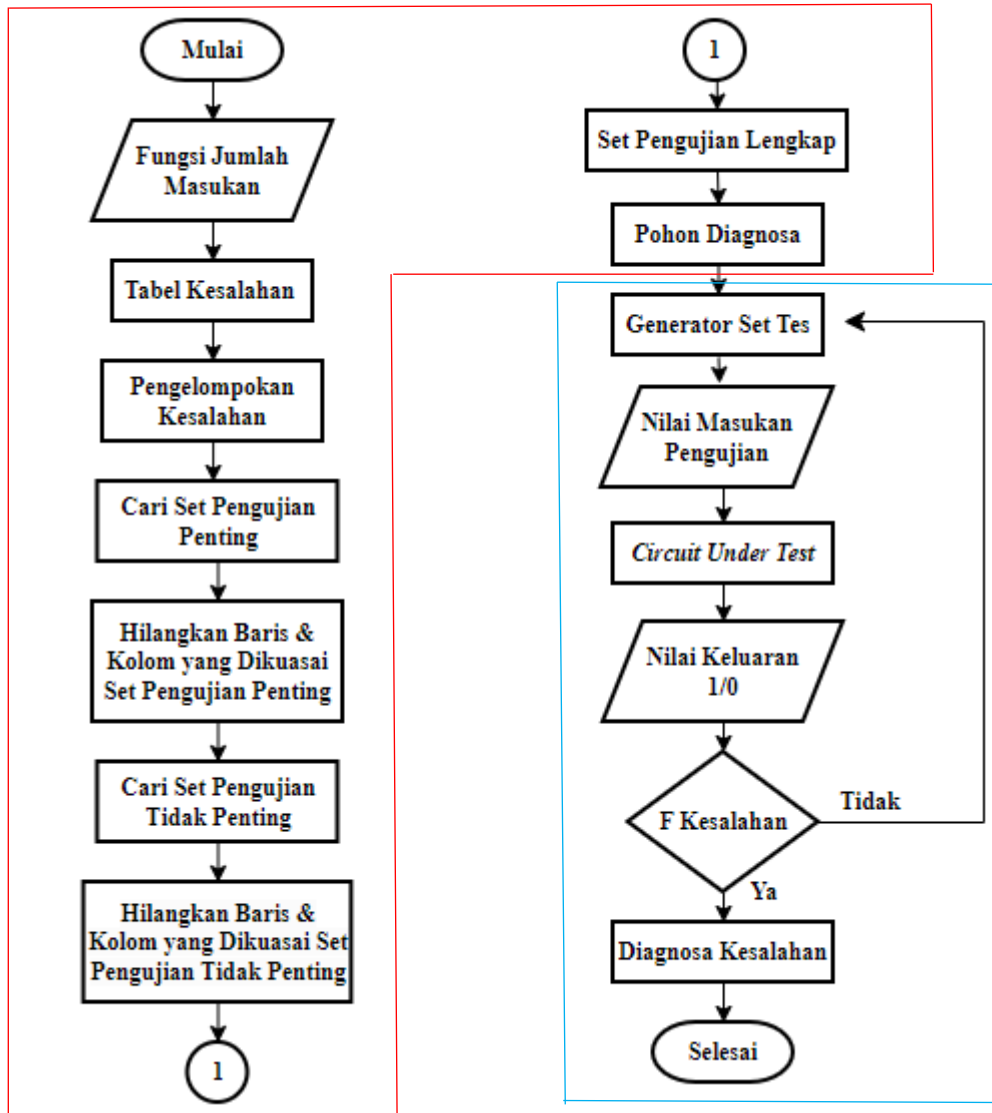 Mulai
Fungsi Jumlah
Masukan
Tabel Kesalahan
Pengelompokan
Kesalahan
Cari Set Pengujian
Penting
Hilangkan Baris &
Kolom yang Dikuasai
Set Pengujian Penting
Cari Set Pengujian
Tidak Penting
Hilangkan Baris &
Kolom yang Dikuasai Set
Pengujian Tidak Penting
1
1
Set Pengujian Lengkap
Pohon Diagnosa
Generator Set Tes
Nilai Masukan
Pengujian
Circuit Under Test
Nilai Keluaran
1/0
F Kesalahan
Tidak
Ya
Diagnosa Kesalahan
Selesai